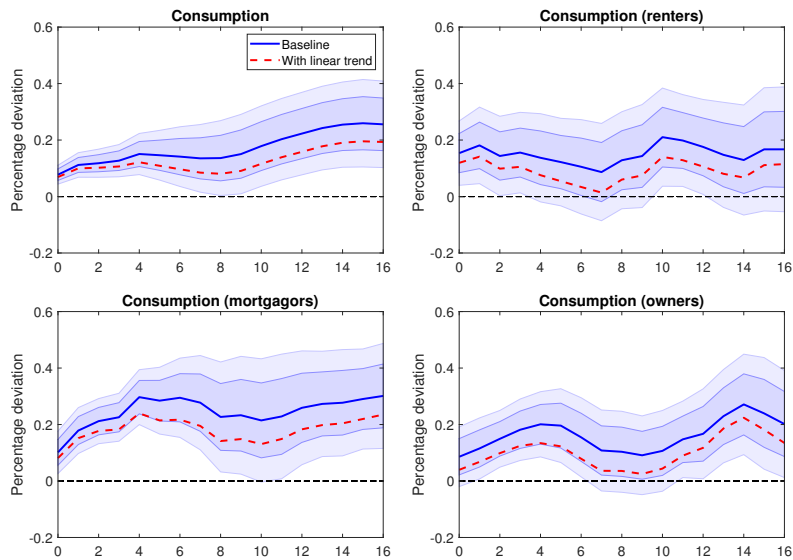 Consumption
Percentage deviation
0.6
0.4
0.2
0
-0.2
0 2 4 6 8 10 12 14 16
Baseline
With linear trend
Consumption (renters)
Percentage deviation
0.6
0.4
0.2
0
-0.2
0 2 4 6 8 10 12 14 16
Consumption (mortgagors)
Percentage deviation
0.6
0.4
0.2
0
-0.2
0 2 4 6 8 10 12 14 16
Consumption (owners)
Percentage deviation
0.6
0.4
0.2
0
-0.2
0 2 4 6 8 10 12 14 16